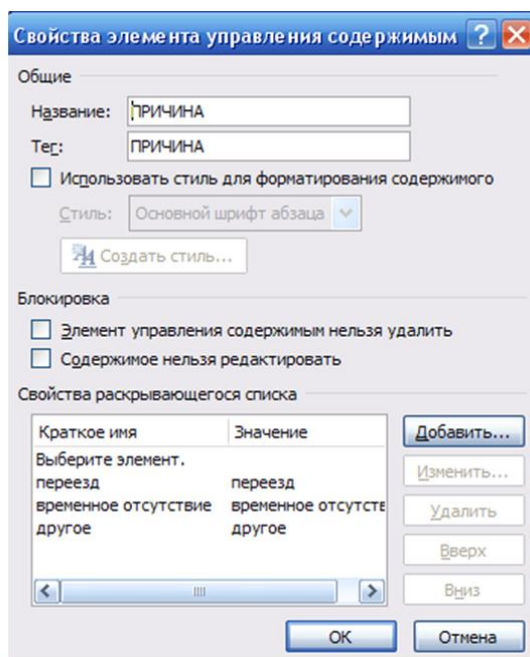 Свойства элемента управления содержимым
Общие
Название: ПРИЧИНА
Тег: ПРИЧИНА
Использовать стиль для форматирования содержимого
Стиль: Основной шрифт абзаца
Создать стиль...
Блокировка
Элемент управления содержимым нельзя удалить
Содержимое нельзя редактировать
Свойства раскрывающегося списка
Краткое имя Значение Добавить...
Выберите элемент.
Изменить...
переезд переезд
временное отсутствие временное отсутств
Удалить
другое другое
Вверх
Вниз
ОК Отмена